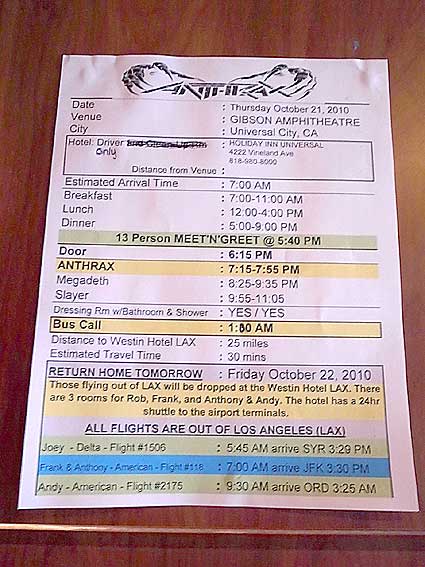 Date : Thursday October 21, 2010
Venue : GIBSON AMPHITHEATRE
City : Universal City, CA
Hotel: Driver and Clean Up Rm : HOLIDAY INN UNIVERSAL
Only 4222 Vineland Ave
818-980-8000
Distance from Venue :
Estimated Arrival Time : 7:00 AM
Breakfast : 7:00-11:00 AM
Lunch : 12:00-4:00 PM
Dinner : 5:00-9:00 PM
13 Person MEET'N'GREET @ 5:40 PM
Door : 6:15 PM
ANTHRAX : 7:15-7:55 PM
Megadeth : 8:25-9:35 PM
Slayer : 9:55-11:05
Dressing Rm w/Bathroom & Shower : YES / YES
Bus Call : AM
Distance to Westin Hotel LAX : 25 miles
Estimated Travel Time : 30 mins
RETURN HOME TOMORROW : Friday October 22, 2010
Those flying out of LAX will be dropped at the Westin Hotel LAX. There
are 3 rooms for Rob, Frank, and Anthony & Andy. The hotel has a 24hr
shuttle to the airport terminals.
ALL FLIGHTS ARE OUT OF LOS ANGELES (LAX)
Joey - Delta - Flight #1506 : 5:45 AM arrive SYR 3:29 PM
Frank & Anthony - American - Flight #118 : 7:00 AM arrive JFK 3:30 PM
Andy - American - Flight #2175 : 9:30 AM arrive ORD 3:25 AM